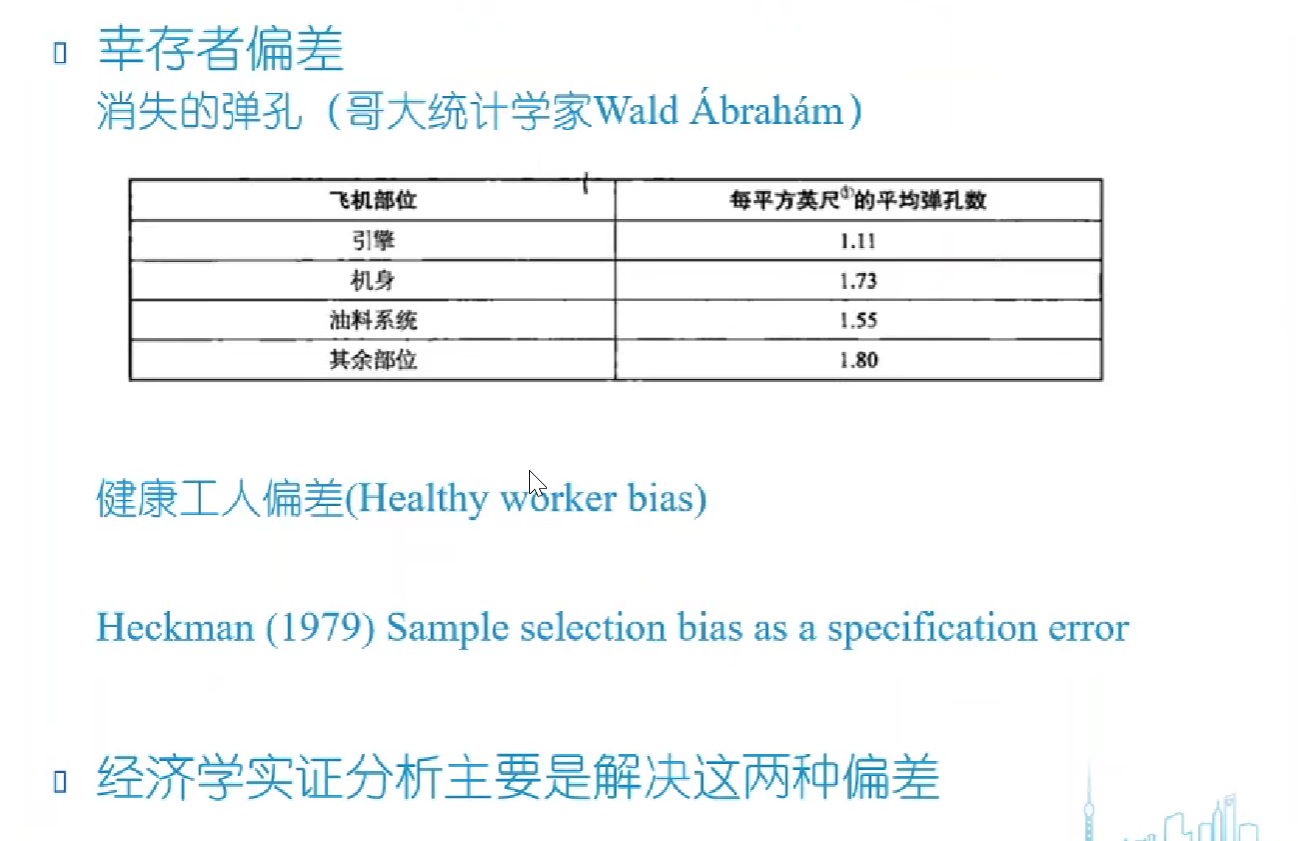 幸存者偏差
消失的弹孔（哥大统计学家Wald Ábrahám）
飞机部位 每平方英尺①的平均弹孔数
引擎 1.11
机身 1.73
油料系统 1.55
其余部位 1.80
健康工人偏差(Healthy worker bias)
Heckman (1979) Sample selection bias as a specification error
经济学实证分析主要是解决这两种偏差